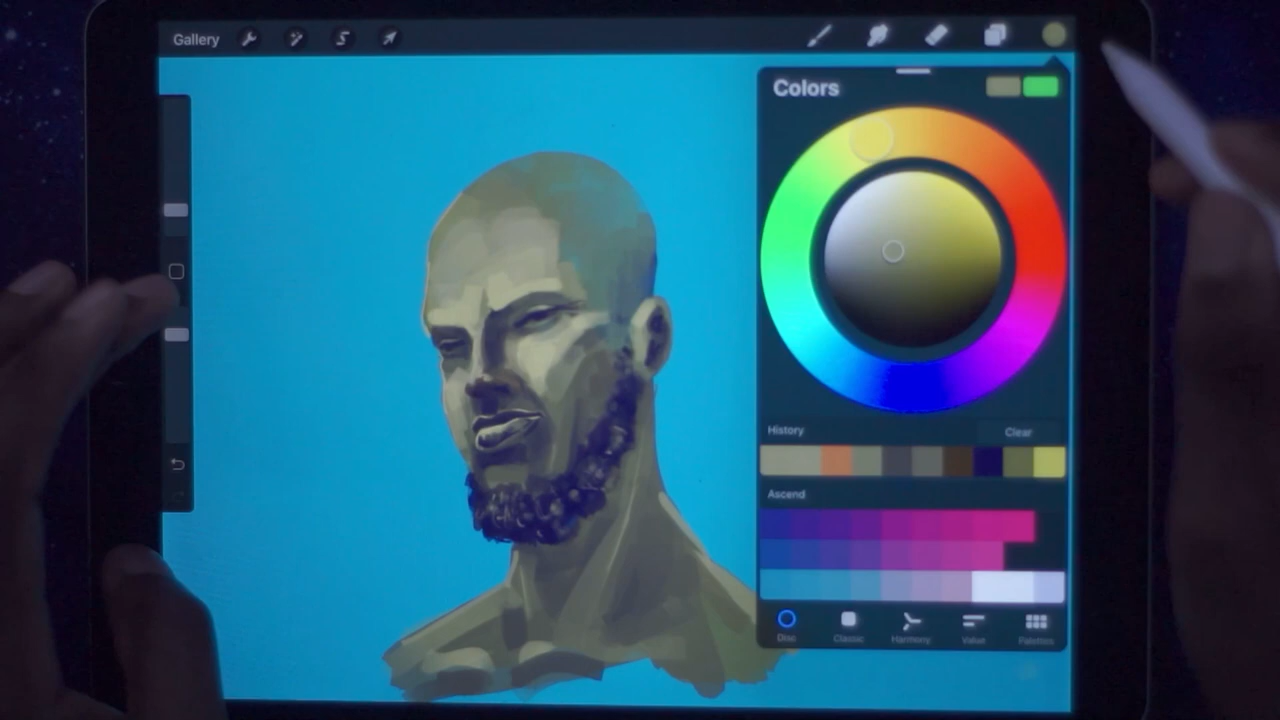 Gallery
Colors
History
Clear
Ascend
Disc
Classic
Harmony
Value
Palettes